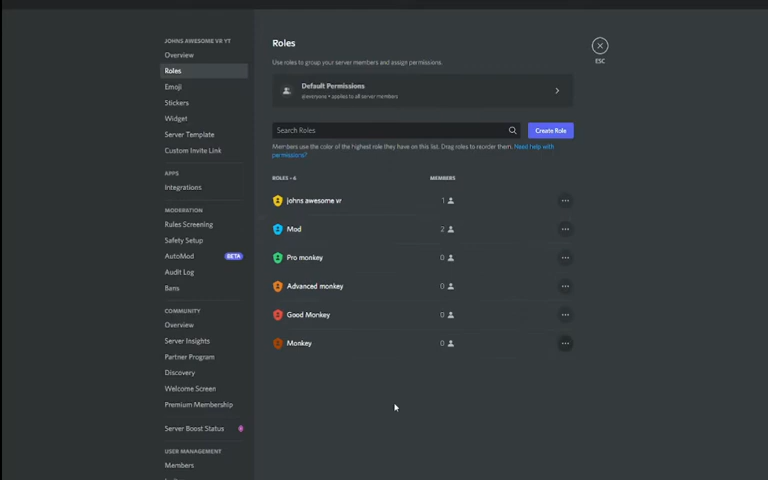 JOHNS AWESOME VR YT
Overview
Roles
Emoji
Stickers
Widget
Server Template
Custom Invite Link
APPS
Integrations
MODERATION
Rules Screening
Safety Setup
AutoMod BETA
Audit Log
Bans
COMMUNITY
Overview
Server Insights
Partner Program
Discovery
Welcome Screen
Premium Membership
Server Boost Status
USER MANAGEMENT
Members
Roles
Use roles to group your server members and assign permissions.
Default Permissions
@everyone • applies to all server members
Search Roles
Create Role
Members use the color of the highest role they have on this list. Drag roles to reorder them. Need help with
permissions?
MEMBERS
johns awesome vr 1
Mod 2
Pro monkey 0
Advanced monkey 0
Good Monkey 0
Monkey 0
ESC